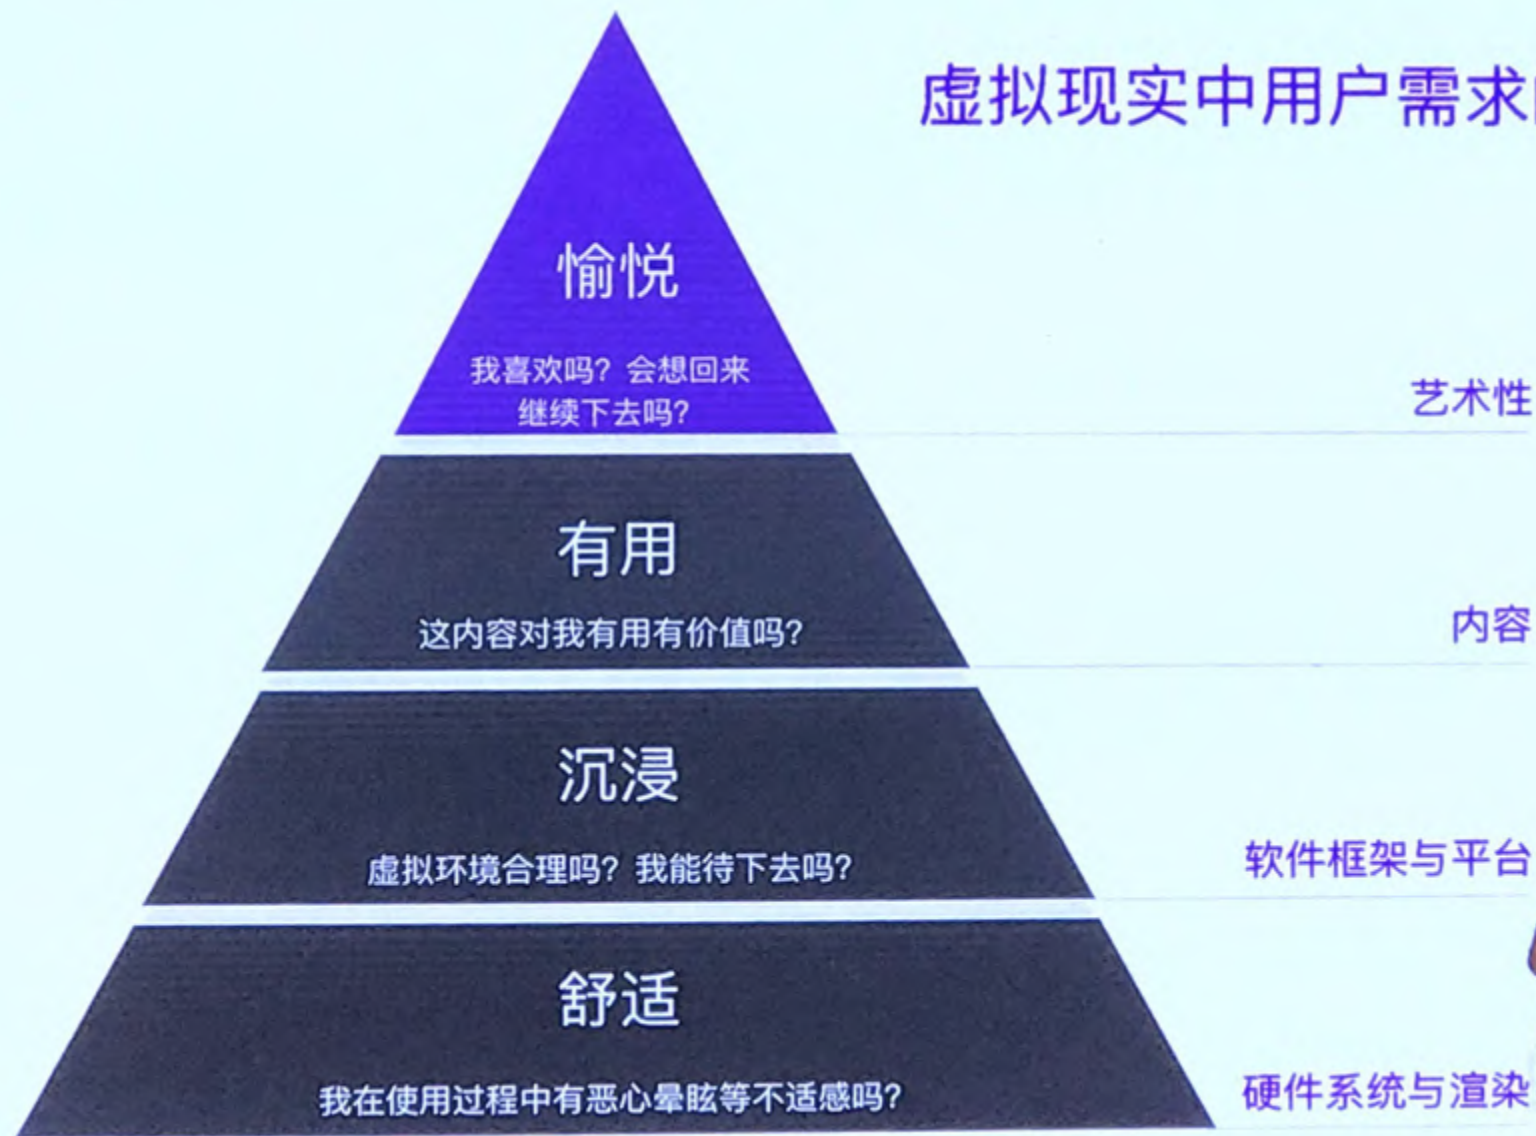 虚拟现实中用户需求
愉悦
我喜欢吗？会想回来
继续下去吗？
艺术性
有用
这内容对我有用有价值吗？
内容
沉浸
虚拟环境合理吗？我能待下去吗？
软件框架与平台
舒适
我在使用过程中有恶心晕眩等不适感吗？
硬件系统与渲染